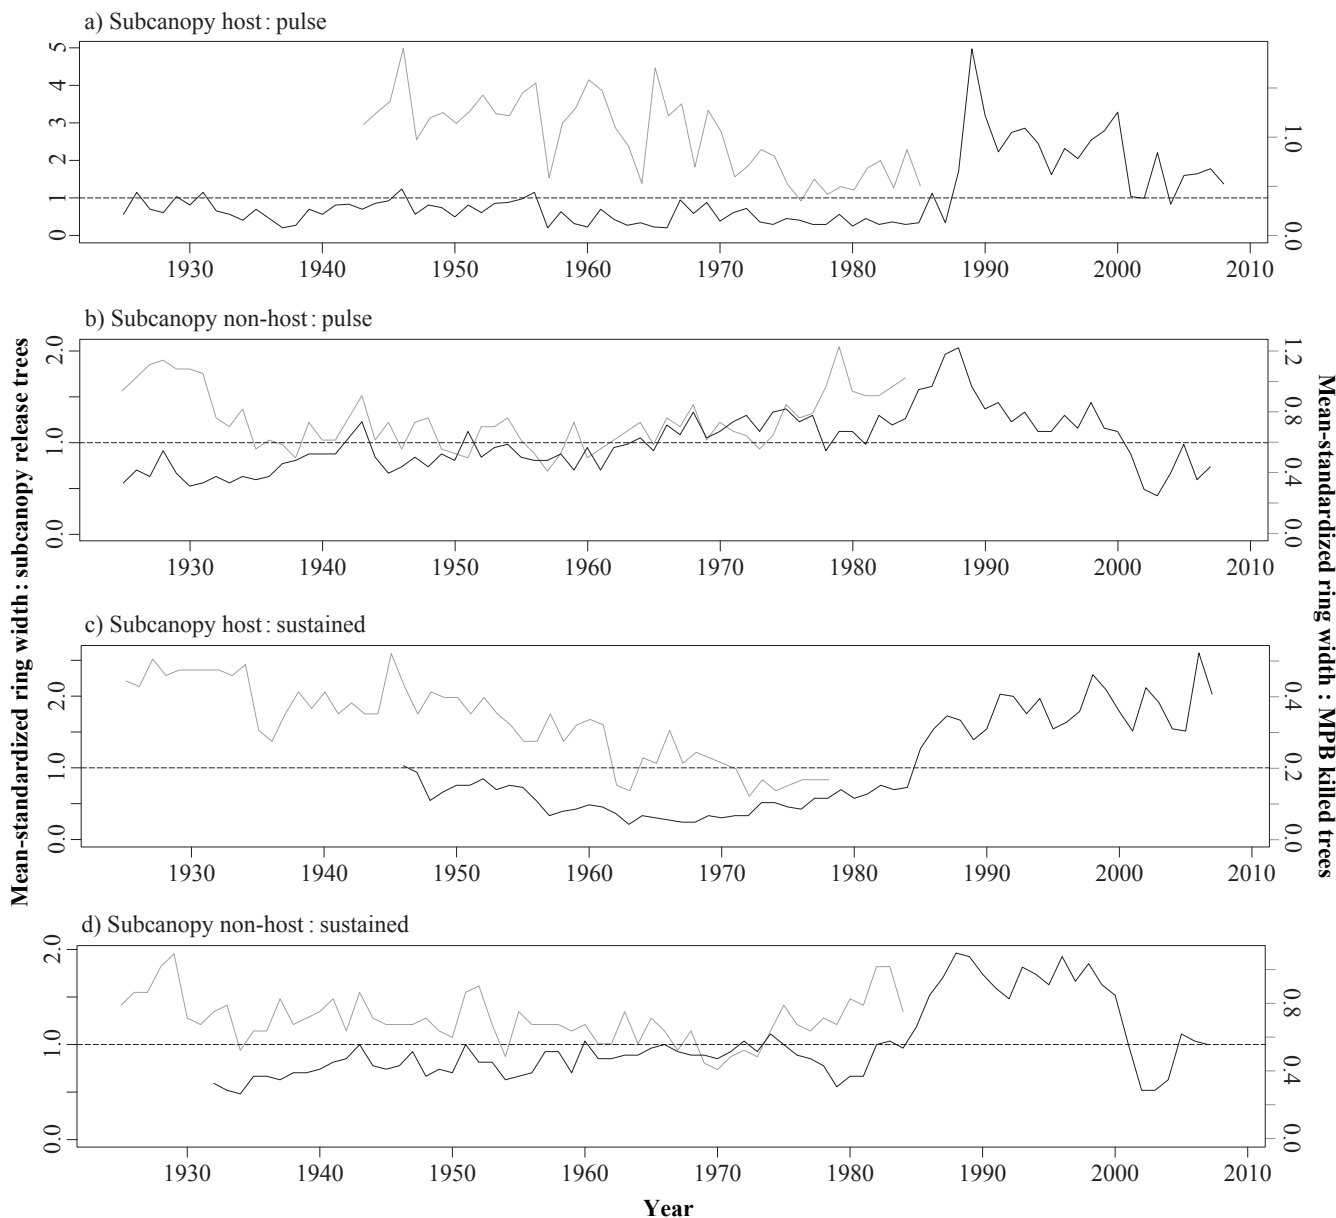 a) Subcanopy host : pulse
0 1 2 3 4 5
0.0 1.0
1930 1940 1950 1960 1970 1980 1990 2000 2010
b) Subcanopy non-host : pulse
0.0 1.0 2.0
0.0 0.4 0.8 1.2
1930 1940 1950 1960 1970 1980 1990 2000 2010
Mean-standardized ring width : subcanopy release trees
Mean-standardized ring width : MPB killed trees
c) Subcanopy host : sustained
0.0 1.0 2.0
0.0 0.2 0.4
1930 1940 1950 1960 1970 1980 1990 2000 2010
d) Subcanopy non-host : sustained
0.0 1.0 2.0
0.0 0.4 0.8
1930 1940 1950 1960 1970 1980 1990 2000 2010
Year